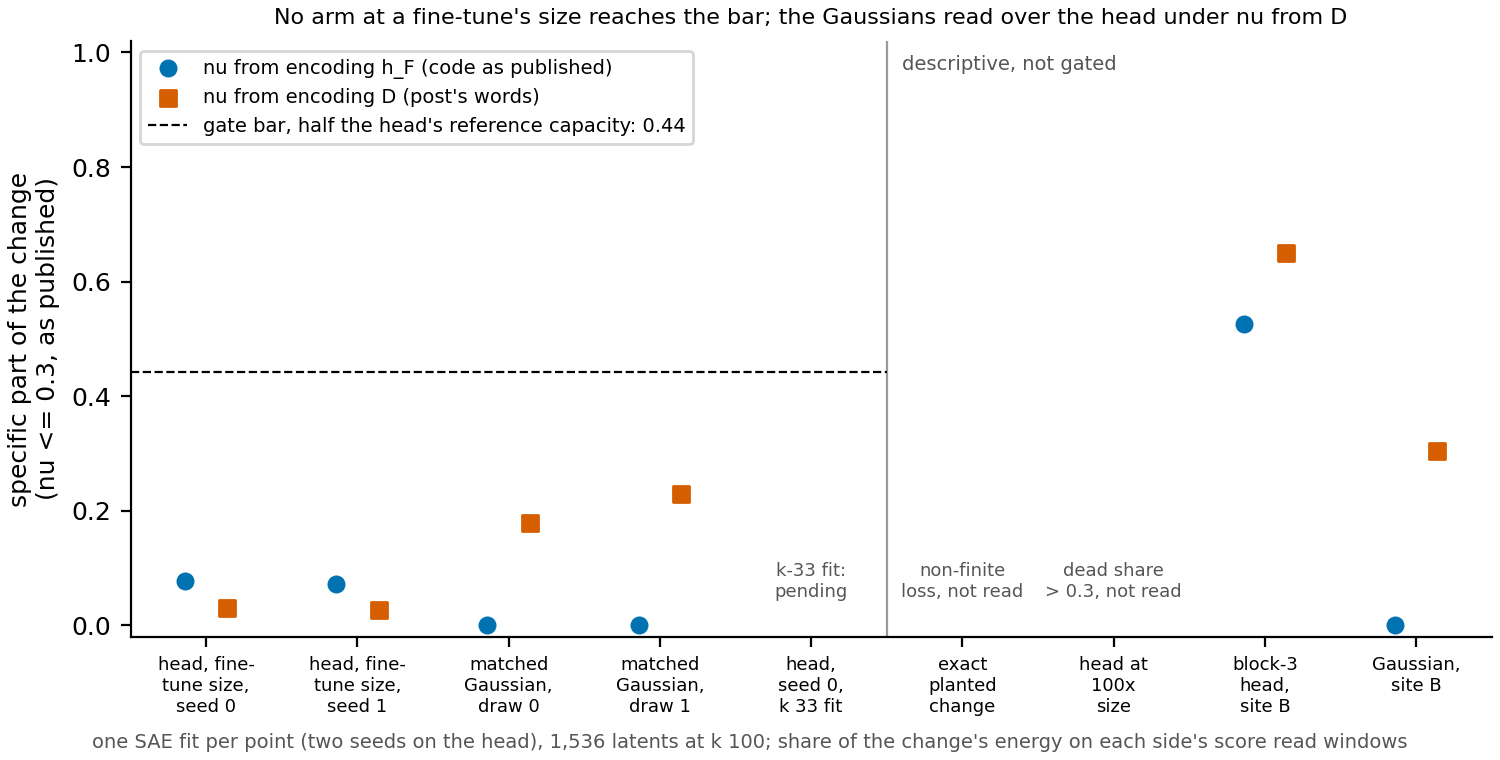 No arm at a fine-tune's size reaches the bar; the Gaussians read over the head under nu from D
nu from encoding h_F (code as published)
nu from encoding D (post's words)
gate bar, half the head's reference capacity: 0.44
descriptive, not gated
specific part of the change
(nu <= 0.3, as published)
1.0
0.8
0.6
0.4
0.2
0.0
k-33 fit:
pending
non-finite
loss, not read
dead share
> 0.3, not read
head, fine-
tune size,
seed 0
head, fine-
tune size,
seed 1
matched
Gaussian,
draw 0
matched
Gaussian,
draw 1
head,
seed 0,
k 33 fit
exact
planted
change
head at
100x
size
block-3
head,
site B
Gaussian,
site B
one SAE fit per point (two seeds on the head), 1,536 latents at k 100; share of the change's energy on each side's score read windows